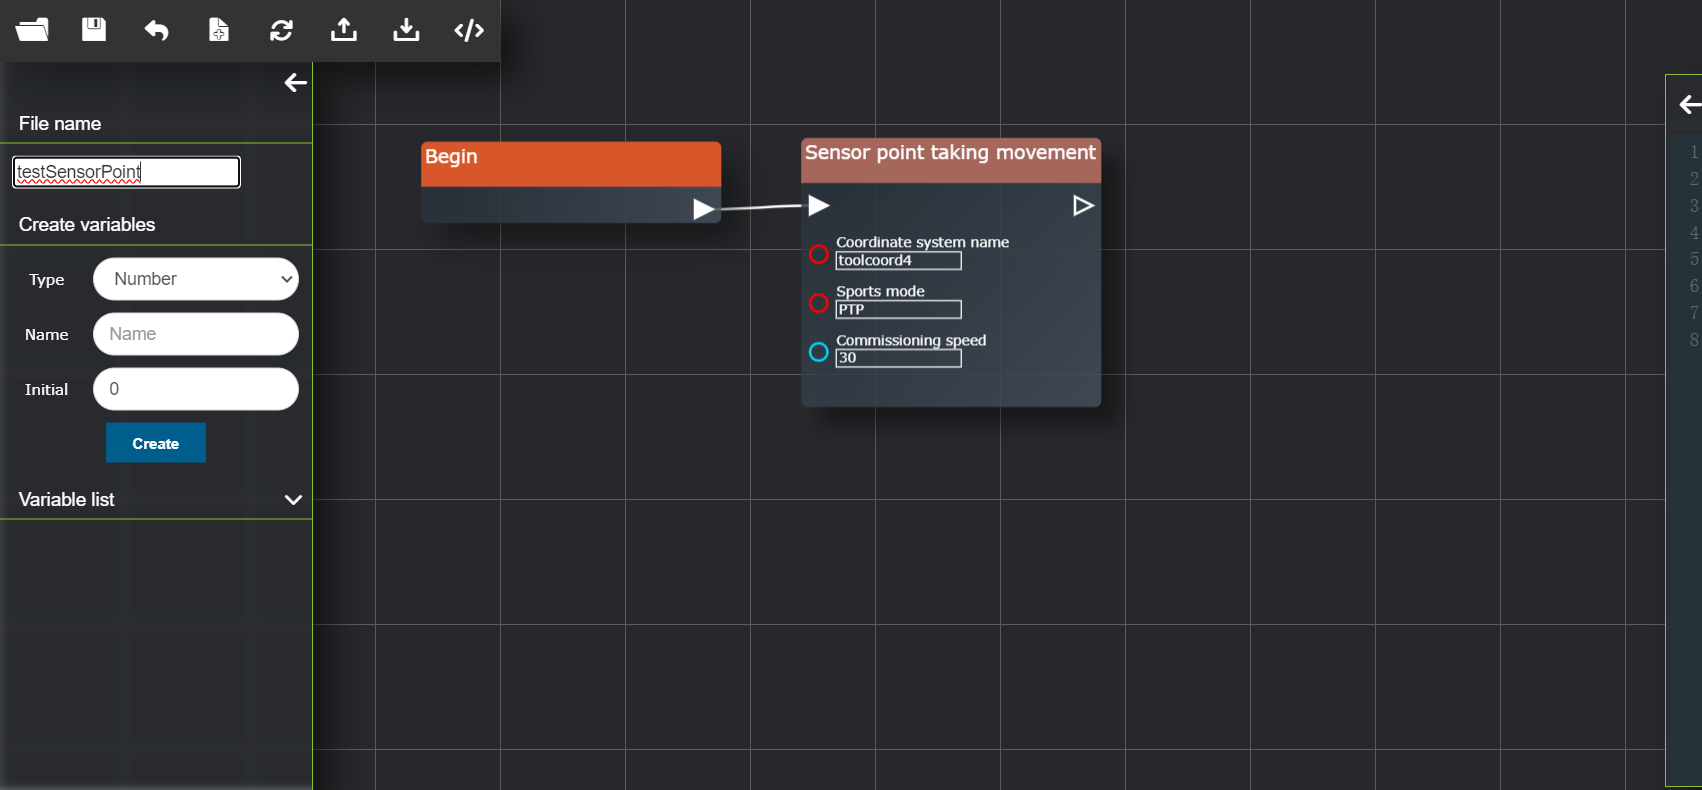 File name
testSensorPoint
Create variables
Type
Number
Name
Name
Initial
0
Create
Variable list
Begin
Sensor point taking movement
Coordinate system name
toolcoord4
Sports mode
PTP
Commissioning speed
30
1
2
3
4
5
6
7
8